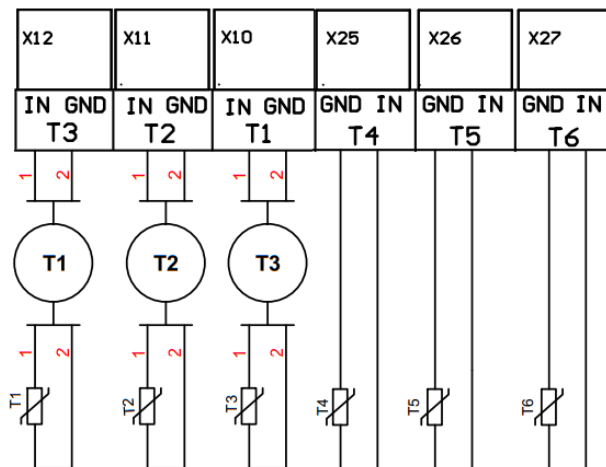 X12 X11 X10 X25 X26 X27
IN GND IN GND IN GND GND IN GND IN GND IN
T3 T2 T1 T4 T5 T6
1 2 1 2 1 2
T1 T2 T3
1 2 1 2 1 2
T1 T2 T3 T4 T5 T6